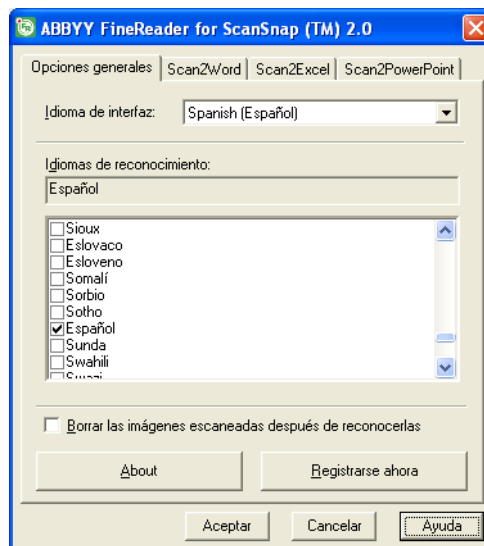 ABBYY FineReader for ScanSnap (TM) 2.0
Opciones generales Scan2Word Scan2Excel Scan2PowerPoint
Idioma de interfaz: Spanish (Español)
Idiomas de reconocimiento:
Español
Sioux
Eslovaco
Esloveno
Somalí
Sorbio
Sotho
Español
Sunda
Swahili
Swazi
Borrar las imágenes escaneadas después de reconocerlas
About Registrarse ahora
Aceptar Cancelar Ayuda